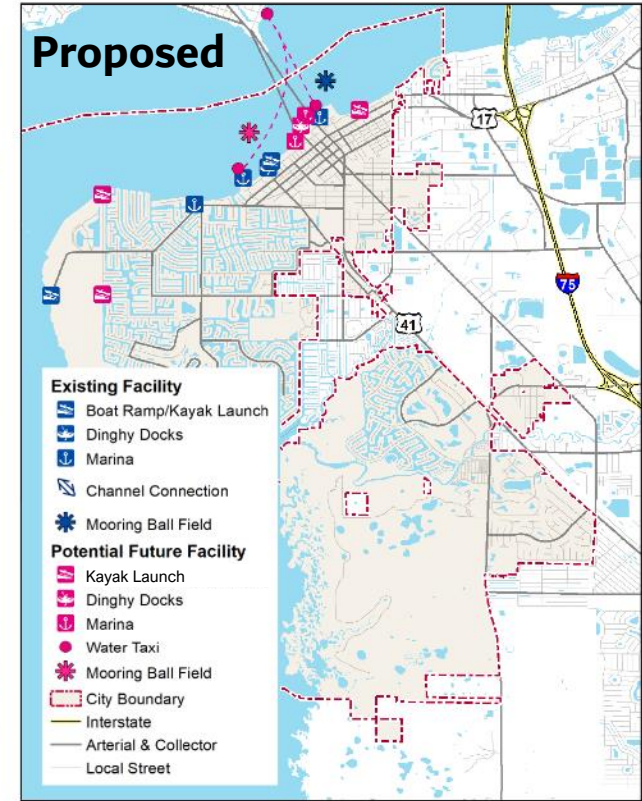 Proposed
17
75
41
Existing Facility
Boat Ramp/Kayak Launch
Dinghy Docks
Marina
Channel Connection
Mooring Ball Field
Potential Future Facility
Kayak Launch
Dinghy Docks
Marina
Water Taxi
Mooring Ball Field
City Boundary
Interstate
Arterial & Collector
Local Street